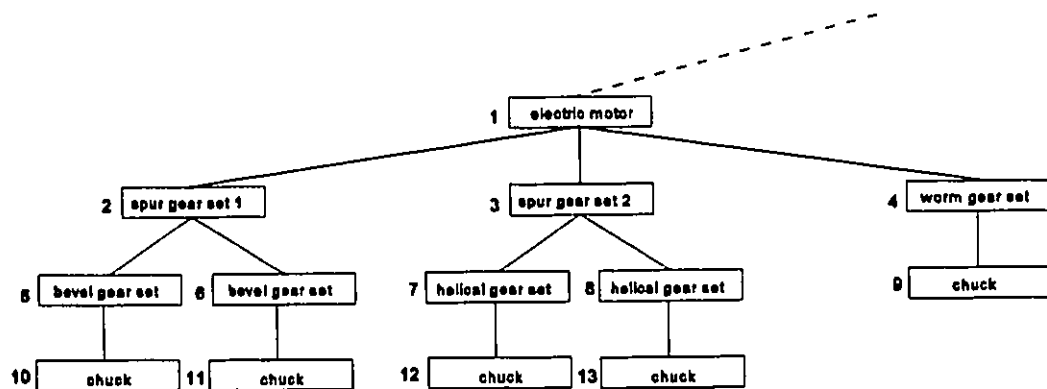 1 electric motor
2 spur gear set 1 3 spur gear set 2 4 worm gear set
5 bevel gear set 6 bevel gear set 7 helical gear set 8 helical gear set 9 chuck
10 chuck 11 chuck 12 chuck 13 chuck